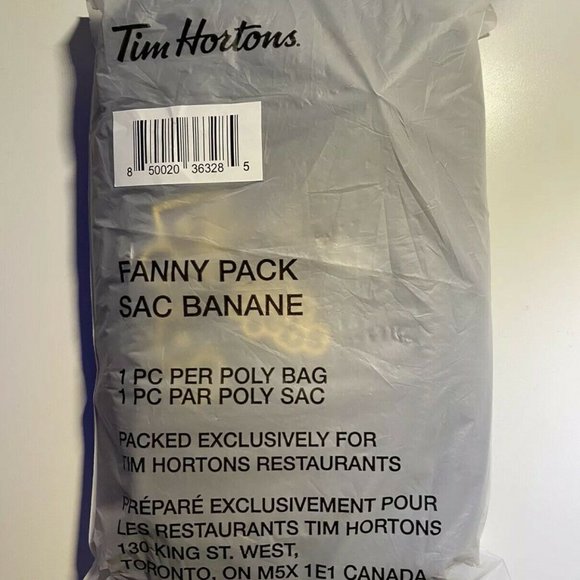 Tim Hortons.
8 50020 36328 5
FANNY PACK
SAC BANANE
1 PC PER POLY BAG
1 PC PAR POLY SAC
PACKED EXCLUSIVELY FOR
TIM HORTONS RESTAURANTS
PRÉPARÉ EXCLUSIVEMENT POUR
LES RESTAURANTS TIM HORTONS
130 KING ST. WEST,
TORONTO, ON M5X 1E1 CANADA